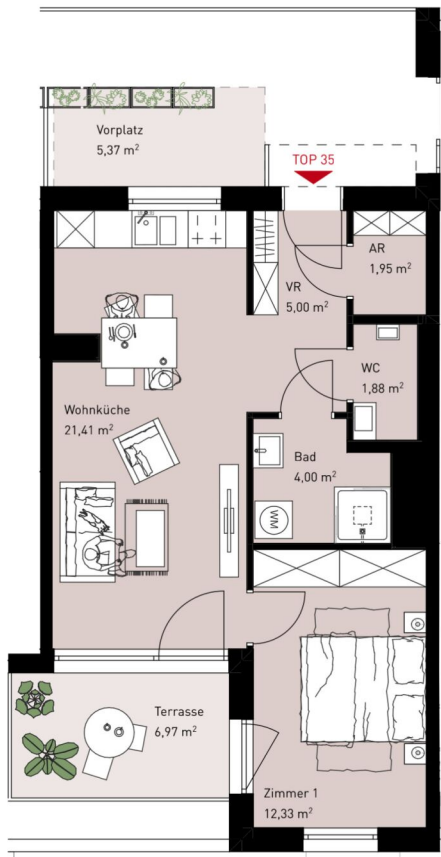 Vorplatz
5,37 m²
TOP 35
AR
1,95 m²
VR
5,00 m²
WC
1,88 m²
Wohnküche
21,41 m²
Bad
4,00 m²
WM
Terrasse
6,97 m²
Zimmer 1
12,33 m²